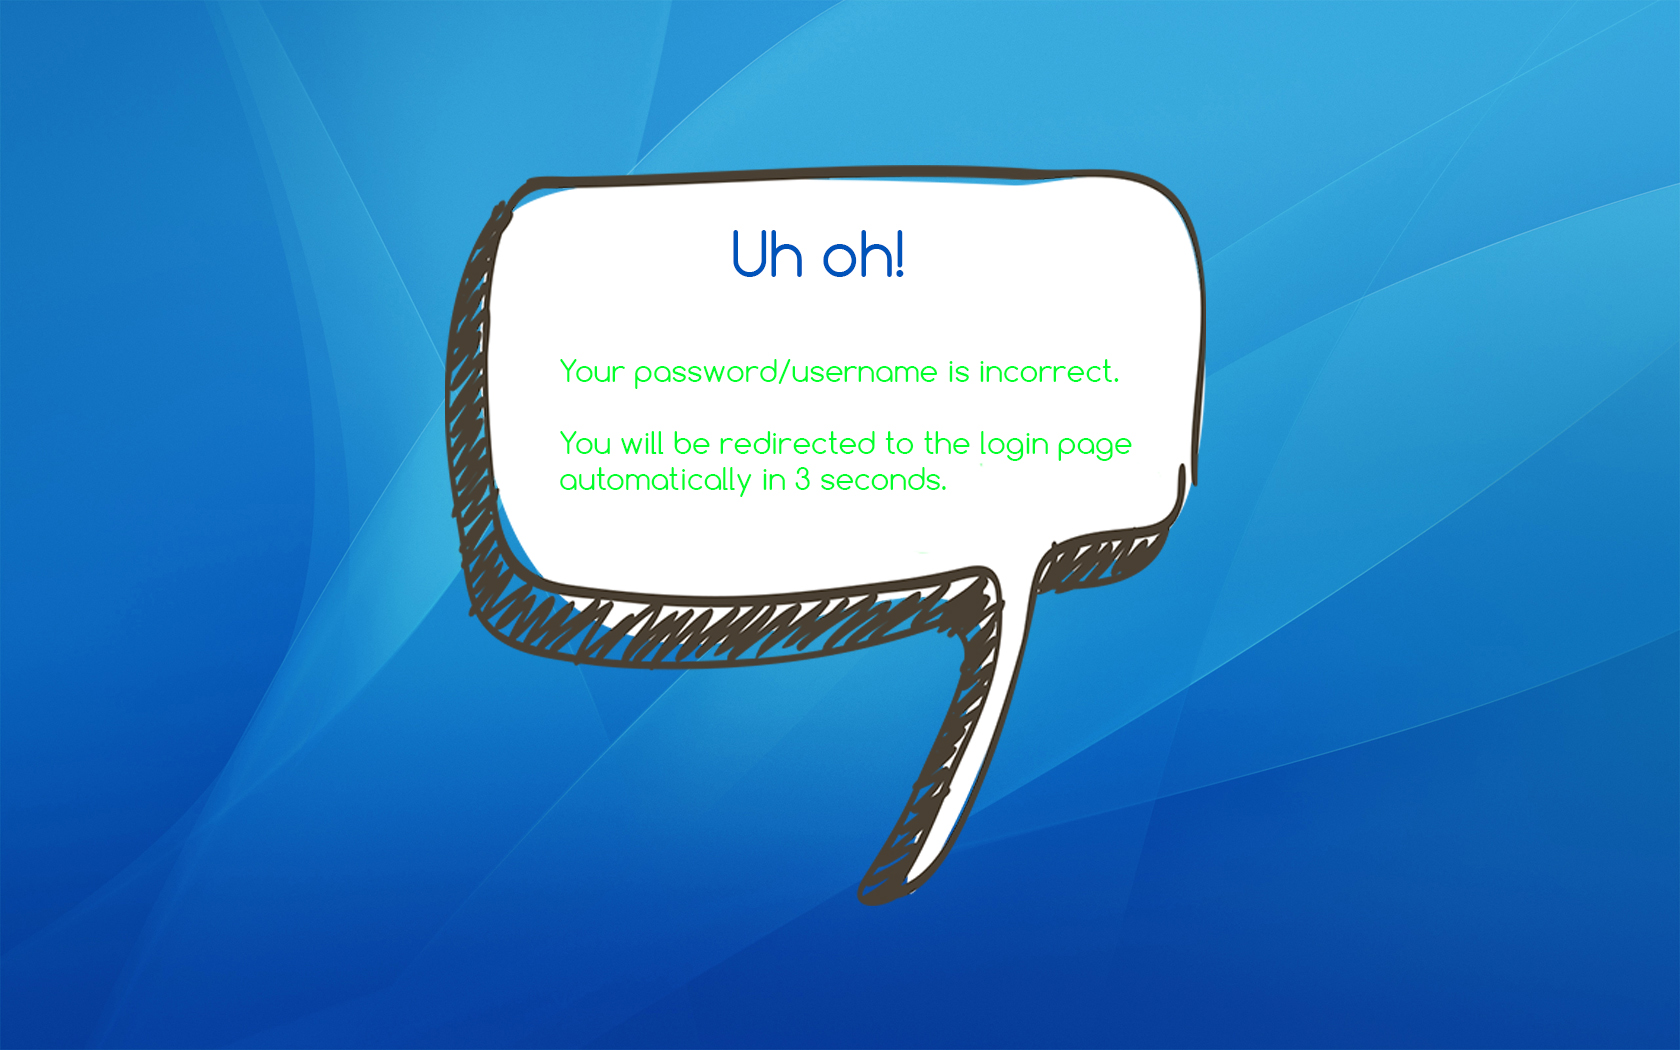 Uh oh!
Your password/username is incorrect.
You will be redirected to the login page
automatically in 3 seconds.